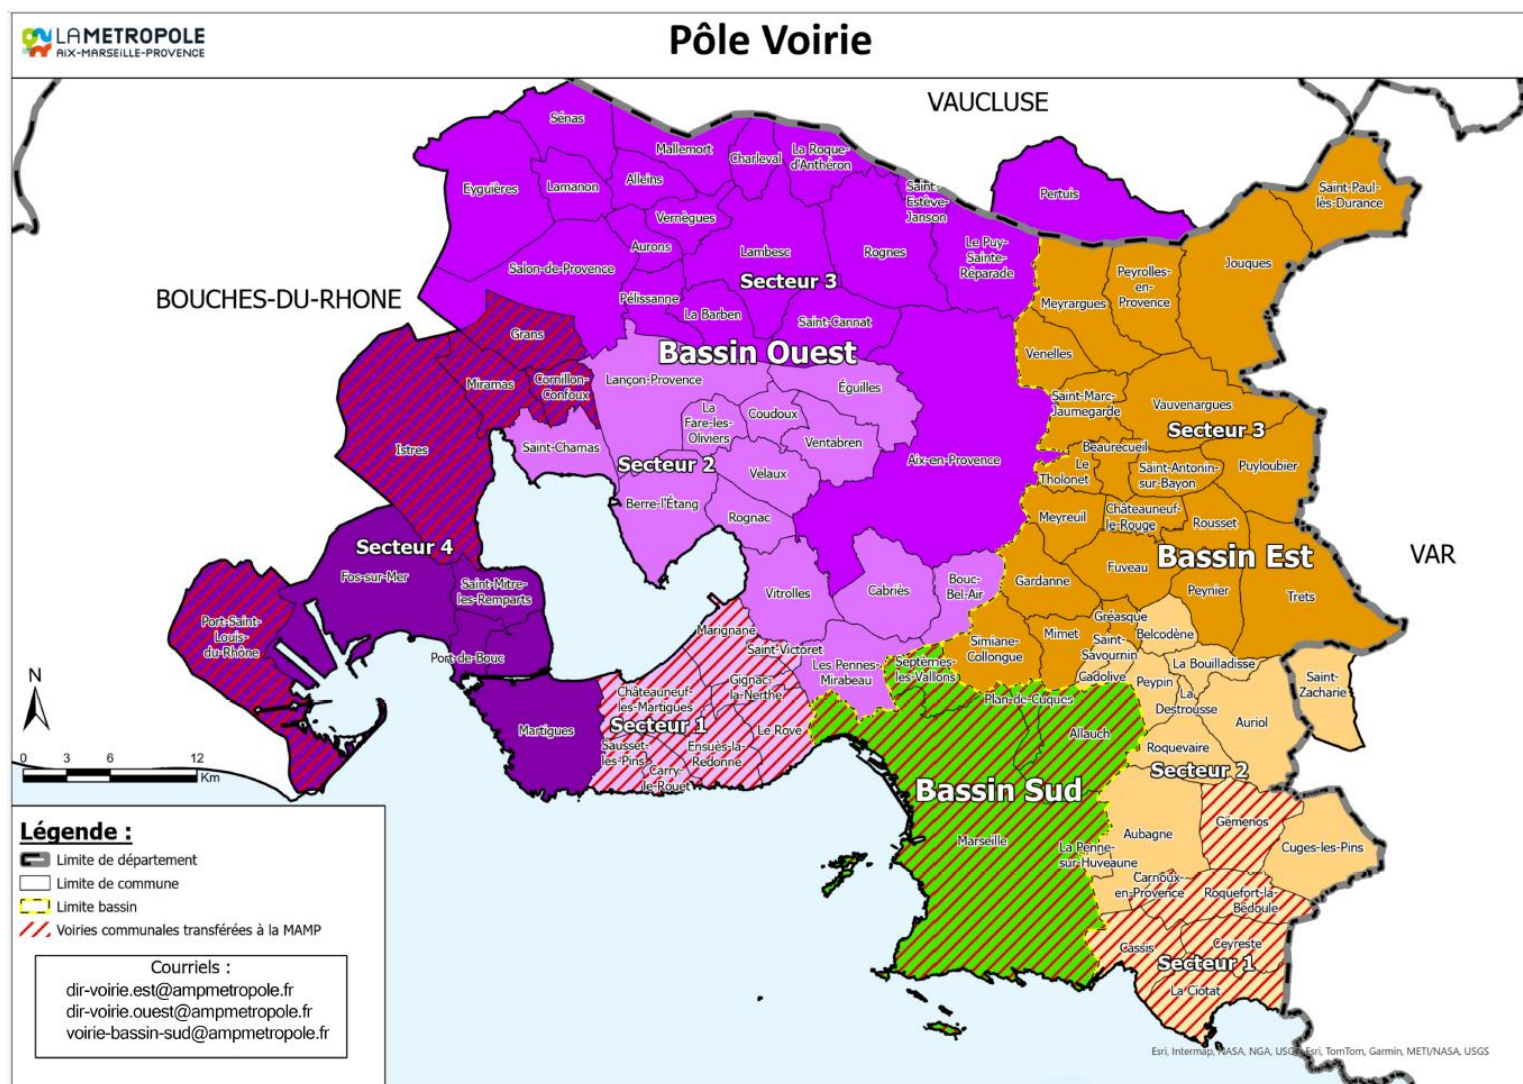 LAMETROPOLE
AIX-MARSEILLE-PROVENCE
Pôle Voirie
VAUCLUSE
BOUCHES-DU-RHONE
VAR
Sénas
Mallemort
Charleval
La Roque-
d'Anthéron
Eyguières
Lamanon
Alleins
Saint-
Estève-
Janson
Pertuis
Saint-Paul-
lès-Durance
Vernègues
Aurons
Lambesc
Rognes
Le Puy-
Sainte-
Réparade
Jouques
Salon-de-Provence
Secteur 3
Peyrolles-
en-
Provence
Meyrargues
Pélissanne
La Barben
Saint-Cannat
Grans
Bassin Ouest
Venelles
Miramas
Cornillon-
Confoux
Lançon-Provence
Éguilles
Saint-Marc-
Jaumegarde
Vauvenargues
La
Fare-les-
Oliviers
Coudoux
Ventabren
Secteur 3
Istres
Saint-Chamas
Secteur 2
Velaux
Aix-en-Provence
Beaurecueil
Le
Tholonet
Saint-Antonin-
sur-Bayon
Puyloubier
Berre-l'Étang
Rognac
Meyreuil
Châteauneuf-
le-Rouge
Rousset
Secteur 4
Bassin Est
Fos-sur-Mer
Saint-Mitre-
les-Remparts
Vitrolles
Cabriès
Bouc-
Bel-Air
Gardanne
Fuveau
Peynier
Trets
Port-Saint-
Louis-
du-Rhône
Port-de-Bouc
Marignane
Saint-Victoret
Les Pennes-
Mirabeau
Septèmes-
les-Vallons
Simiane-
Collongue
Mimet
Gréasque
Saint-
Savournin
Cadolive
Belcodène
La Bouilladisse
Peypin
La
Destrousse
Saint-
Zacharie
Auriol
Châteauneuf-
les-Martigues
Gignac-
la-Nerthe
Plan-de-Cuques
Allauch
Martigues
Secteur 1
Le Rove
Sausset-
les-Pins
Ensuès-la-
Redonne
Carry-
le-Rouet
Roquevaire
Secteur 2
Bassin Sud
Marseille
Aubagne
Gémenos
Cuges-les-Pins
La Penne-
sur-Huveaune
Carnoux-
en-Provence
Roquefort-la-
Bédoule
Cassis
Ceyreste
Secteur 1
La Ciotat
N
0 3 6 12
Km
Légende :
Limite de département
Limite de commune
Limite bassin
Voiries communales transférées à la MAMP
Courriels :
dir-voirie.est@ampmetropole.fr
dir-voirie.ouest@ampmetropole.fr
voirie-bassin-sud@ampmetropole.fr
Esri, Intermap, NASA, NGA, USGS Esri, TomTom, Garmin, METI/NASA, USGS